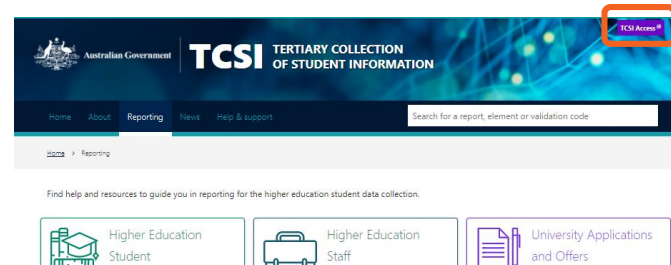 TCSI Access
Australian Government
TCSI
TERTIARY COLLECTION
OF STUDENT INFORMATION
Home About Reporting News Help & support
Search for a report, element or validation code
Home > Reporting
Find help and resources to guide you in reporting for the higher education student data collection.
Higher Education
Student
Higher Education
Staff
University Applications
and Offers